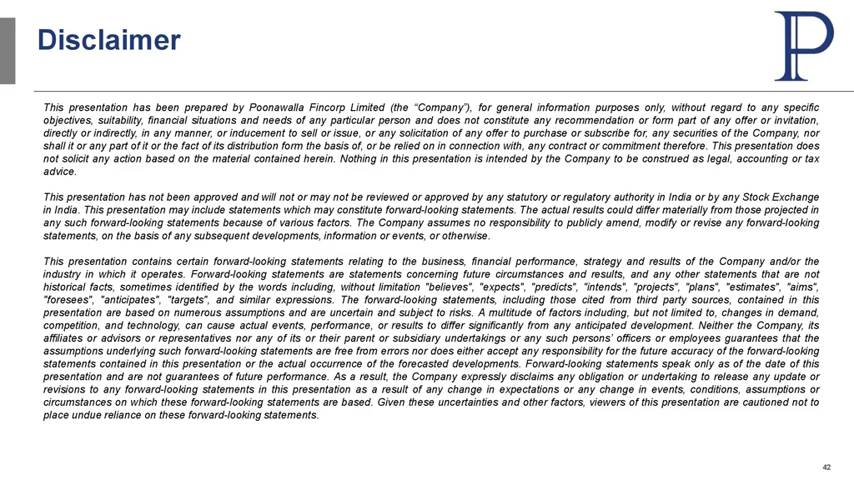 Disclaimer
P
This presentation has been prepared by Poonawalla Fincorp Limited (the “Company”), for general information purposes only, without regard to any specific
objectives, suitability, financial situations and needs of any particular person and does not constitute any recommendation or form part of any offer or invitation,
directly or indirectly, in any manner, or inducement to sell or issue, or any solicitation of any offer to purchase or subscribe for, any securities of the Company, nor
shall it or any part of it or the fact of its distribution form the basis of, or be relied on in connection with, any contract or commitment therefore. This presentation does
not solicit any action based on the material contained herein. Nothing in this presentation is intended by the Company to be construed as legal, accounting or tax
advice.
This presentation has not been approved and will not or may not be reviewed or approved by any statutory or regulatory authority in India or by any Stock Exchange
in India. This presentation may include statements which may constitute forward-looking statements. The actual results could differ materially from those projected in
any such forward-looking statements because of various factors. The Company assumes no responsibility to publicly amend, modify or revise any forward-looking
statements, on the basis of any subsequent developments, information or events, or otherwise.
This presentation contains certain forward-looking statements relating to the business, financial performance, strategy and results of the Company and/or the
industry in which it operates. Forward-looking statements are statements concerning future circumstances and results, and any other statements that are not
historical facts, sometimes identified by the words including, without limitation "believes", "expects", "predicts", "intends", "projects", "plans", "estimates", "aims",
"foresees", "anticipates", "targets", and similar expressions. The forward-looking statements, including those cited from third party sources, contained in this
presentation are based on numerous assumptions and are uncertain and subject to risks. A multitude of factors including, but not limited to, changes in demand,
competition, and technology, can cause actual events, performance, or results to differ significantly from any anticipated development. Neither the Company, its
affiliates or advisors or representatives nor any of its or their parent or subsidiary undertakings or any such persons’ officers or employees guarantees that the
assumptions underlying such forward-looking statements are free from errors nor does either accept any responsibility for the future accuracy of the forward-looking
statements contained in this presentation or the actual occurrence of the forecasted developments. Forward-looking statements speak only as of the date of this
presentation and are not guarantees of future performance. As a result, the Company expressly disclaims any obligation or undertaking to release any update or
revisions to any forward-looking statements in this presentation as a result of any change in expectations or any change in events, conditions, assumptions or
circumstances on which these forward-looking statements are based. Given these uncertainties and other factors, viewers of this presentation are cautioned not to
place undue reliance on these forward-looking statements.
42